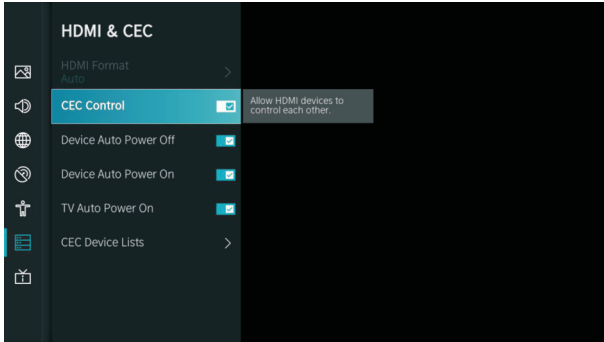 HDMI & CEC
HDMI Format
Auto
CEC Control
Allow HDMI devices to
control each other.
Device Auto Power Off
Device Auto Power On
TV Auto Power On
CEC Device Lists